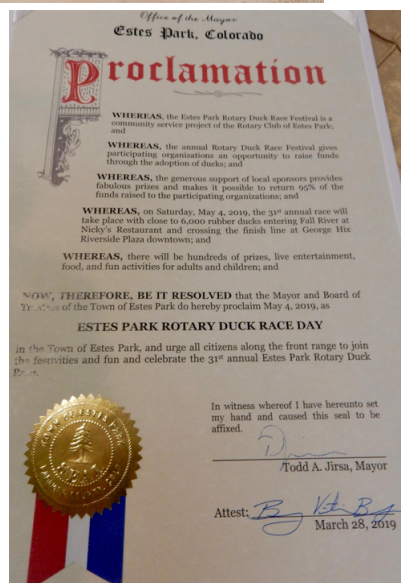 Office of the Mayor
Estes Park, Colorado
Proclamation
WHEREAS, the Estes Park Rotary Duck Race Festival is a
community service project of the Rotary Club of Estes Park;
and
WHEREAS, the annual Rotary Duck Race Festival gives
participating organizations an opportunity to raise funds
through the adoption of ducks; and
WHEREAS, the generous support of local sponsors provides
fabulous prizes and makes it possible to return 95% of the
funds raised to the participating organizations; and
WHEREAS, on Saturday, May 4, 2019, the 31st annual race will
take place with close to 6,000 rubber ducks entering Fall River at
Nicky's Restaurant and crossing the finish line at George Hix
Riverside Plaza downtown; and
WHEREAS, there will be hundreds of prizes, live entertainment,
food, and fun activities for adults and children; and
NOW, THEREFORE, BE IT RESOLVED that the Mayor and Board of
Trustees of the Town of Estes Park do hereby proclaim May 4, 2019, as
ESTES PARK ROTARY DUCK RACE DAY
in the Town of Estes Park, and urge all citizens along the front range to join
the festivities and fun and celebrate the 31st annual Estes Park Rotary Duck
Race.
In witness whereof I have hereunto set
my hand and caused this seal to be
affixed.
Todd A. Jirsa, Mayor
SEAL
Attest:
March 28, 2019